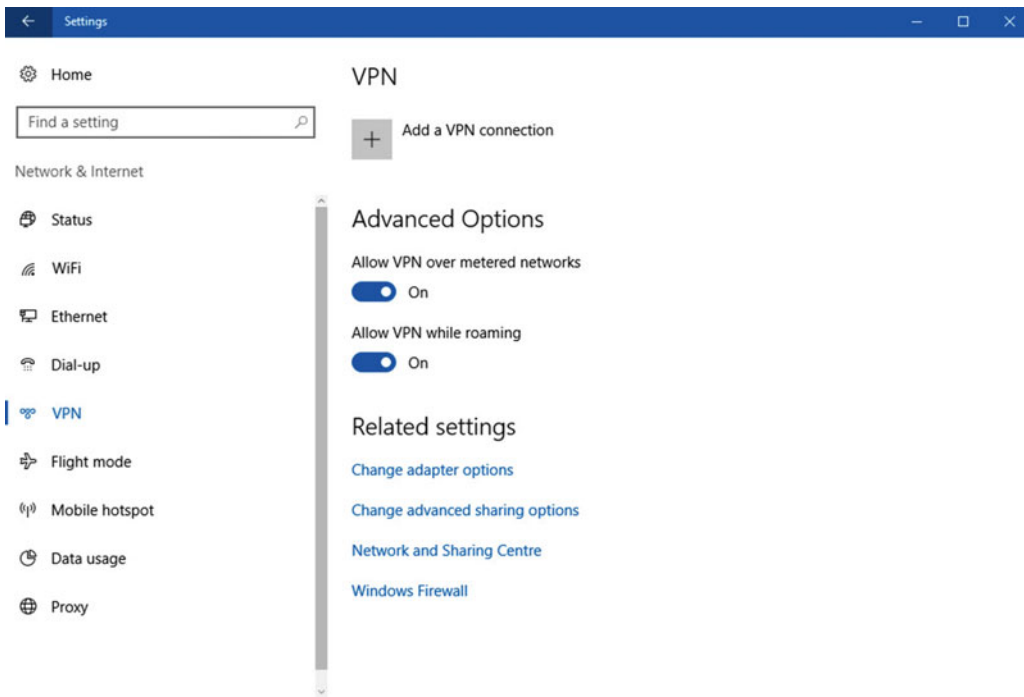 Settings
Home
Find a setting
Network & Internet
Status
WiFi
Ethernet
Dial-up
VPN
Flight mode
Mobile hotspot
Data usage
Proxy
VPN
Add a VPN connection
Advanced Options
Allow VPN over metered networks
On
Allow VPN while roaming
On
Related settings
Change adapter options
Change advanced sharing options
Network and Sharing Centre
Windows Firewall